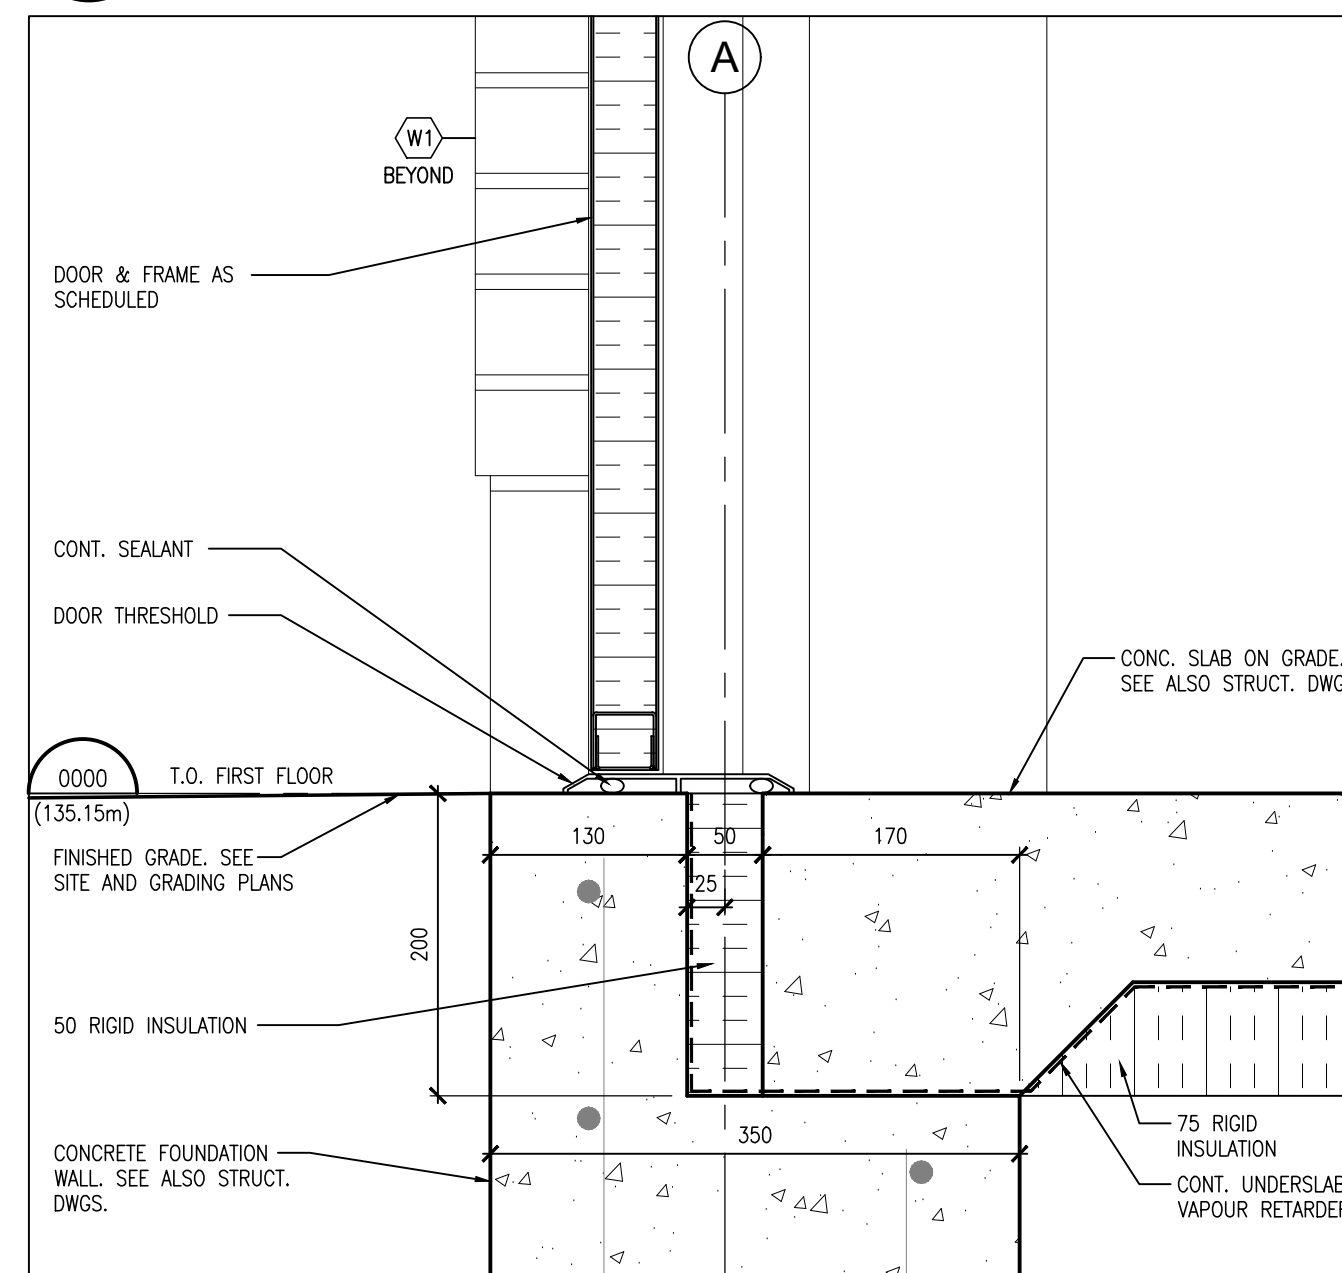 A
W1
BEYOND
DOOR & FRAME AS
SCHEDULED
CONT. SEALANT
DOOR THRESHOLD
CONC. SLAB ON GRADE.
SEE ALSO STRUCT. DWG
0000
T.O. FIRST FLOOR
(135.15m)
FINISHED GRADE. SEE
SITE AND GRADING PLANS
130
50
170
25
200
50 RIGID INSULATION
350
75 RIGID
INSULATION
CONCRETE FOUNDATION
WALL. SEE ALSO STRUCT.
DWGS.
CONT. UNDERSLAB
VAPOUR RETARDER